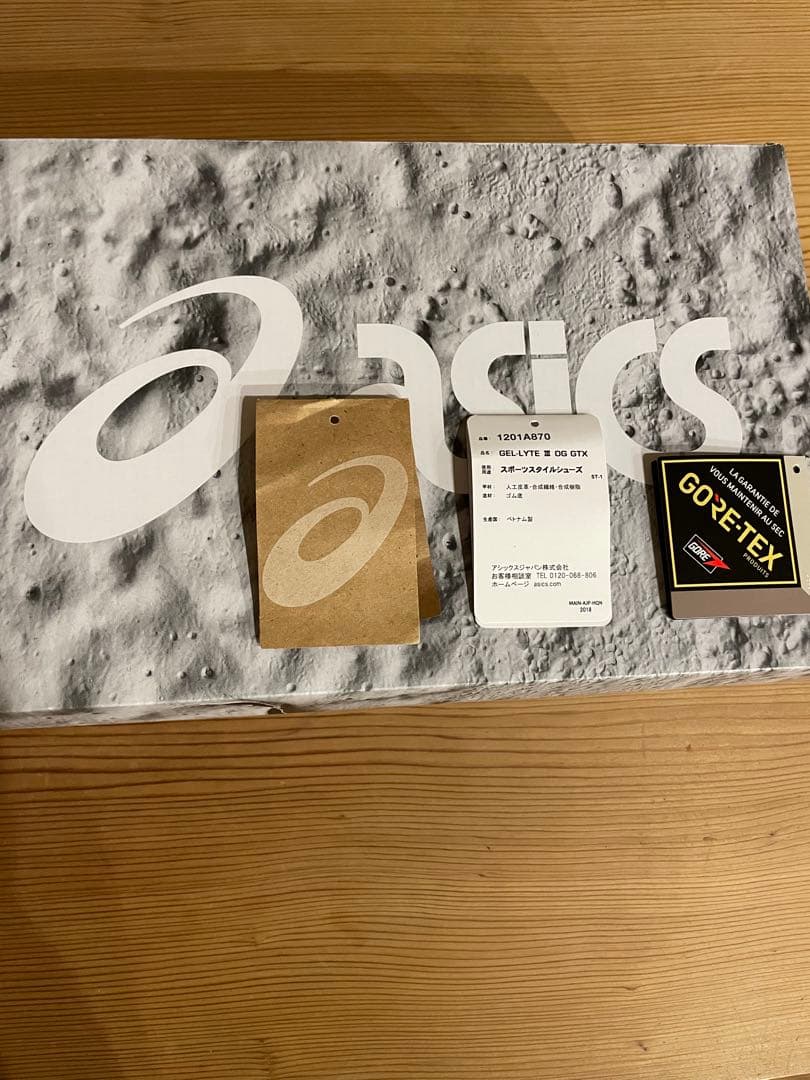 asics
品番: 1201A870
品名: GEL-LYTE Ⅲ OG GTX
スポーツスタイルシューズ
ST-1
甲材: 人工皮革・合成繊維・合成樹脂
底材: ゴム底
生産国: ベトナム製
アシックスジャパン株式会社
お客様相談室 TEL 0120-068-806
ホームページ asics.com
MAIN-AJP-HQN
2018
LA GARANTIE DE
VOUS MAINTENIR AU SEC
GORE-TEX
PRODUITS
GORE